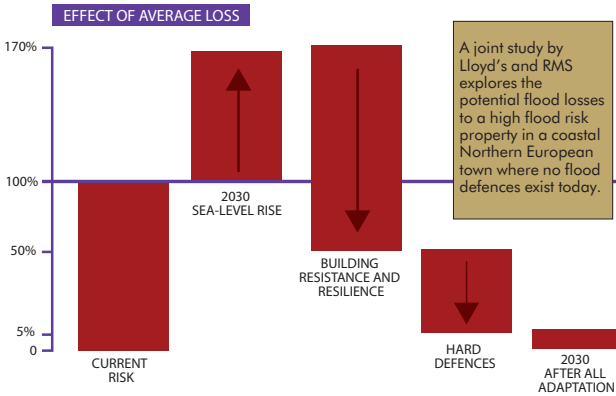 EFFECT OF AVERAGE LOSS
170%
100%
50%
5%
0
CURRENT
RISK
2030
SEA-LEVEL RISE
BUILDING
RESISTANCE AND
RESILIENCE
HARD
DEFENCES
2030
AFTER ALL
ADAPTATION
A joint study by
Lloyd's and RMS
explores the
potential flood losses
to a high flood risk
property in a coastal
Northern European
town where no flood
defences exist today.